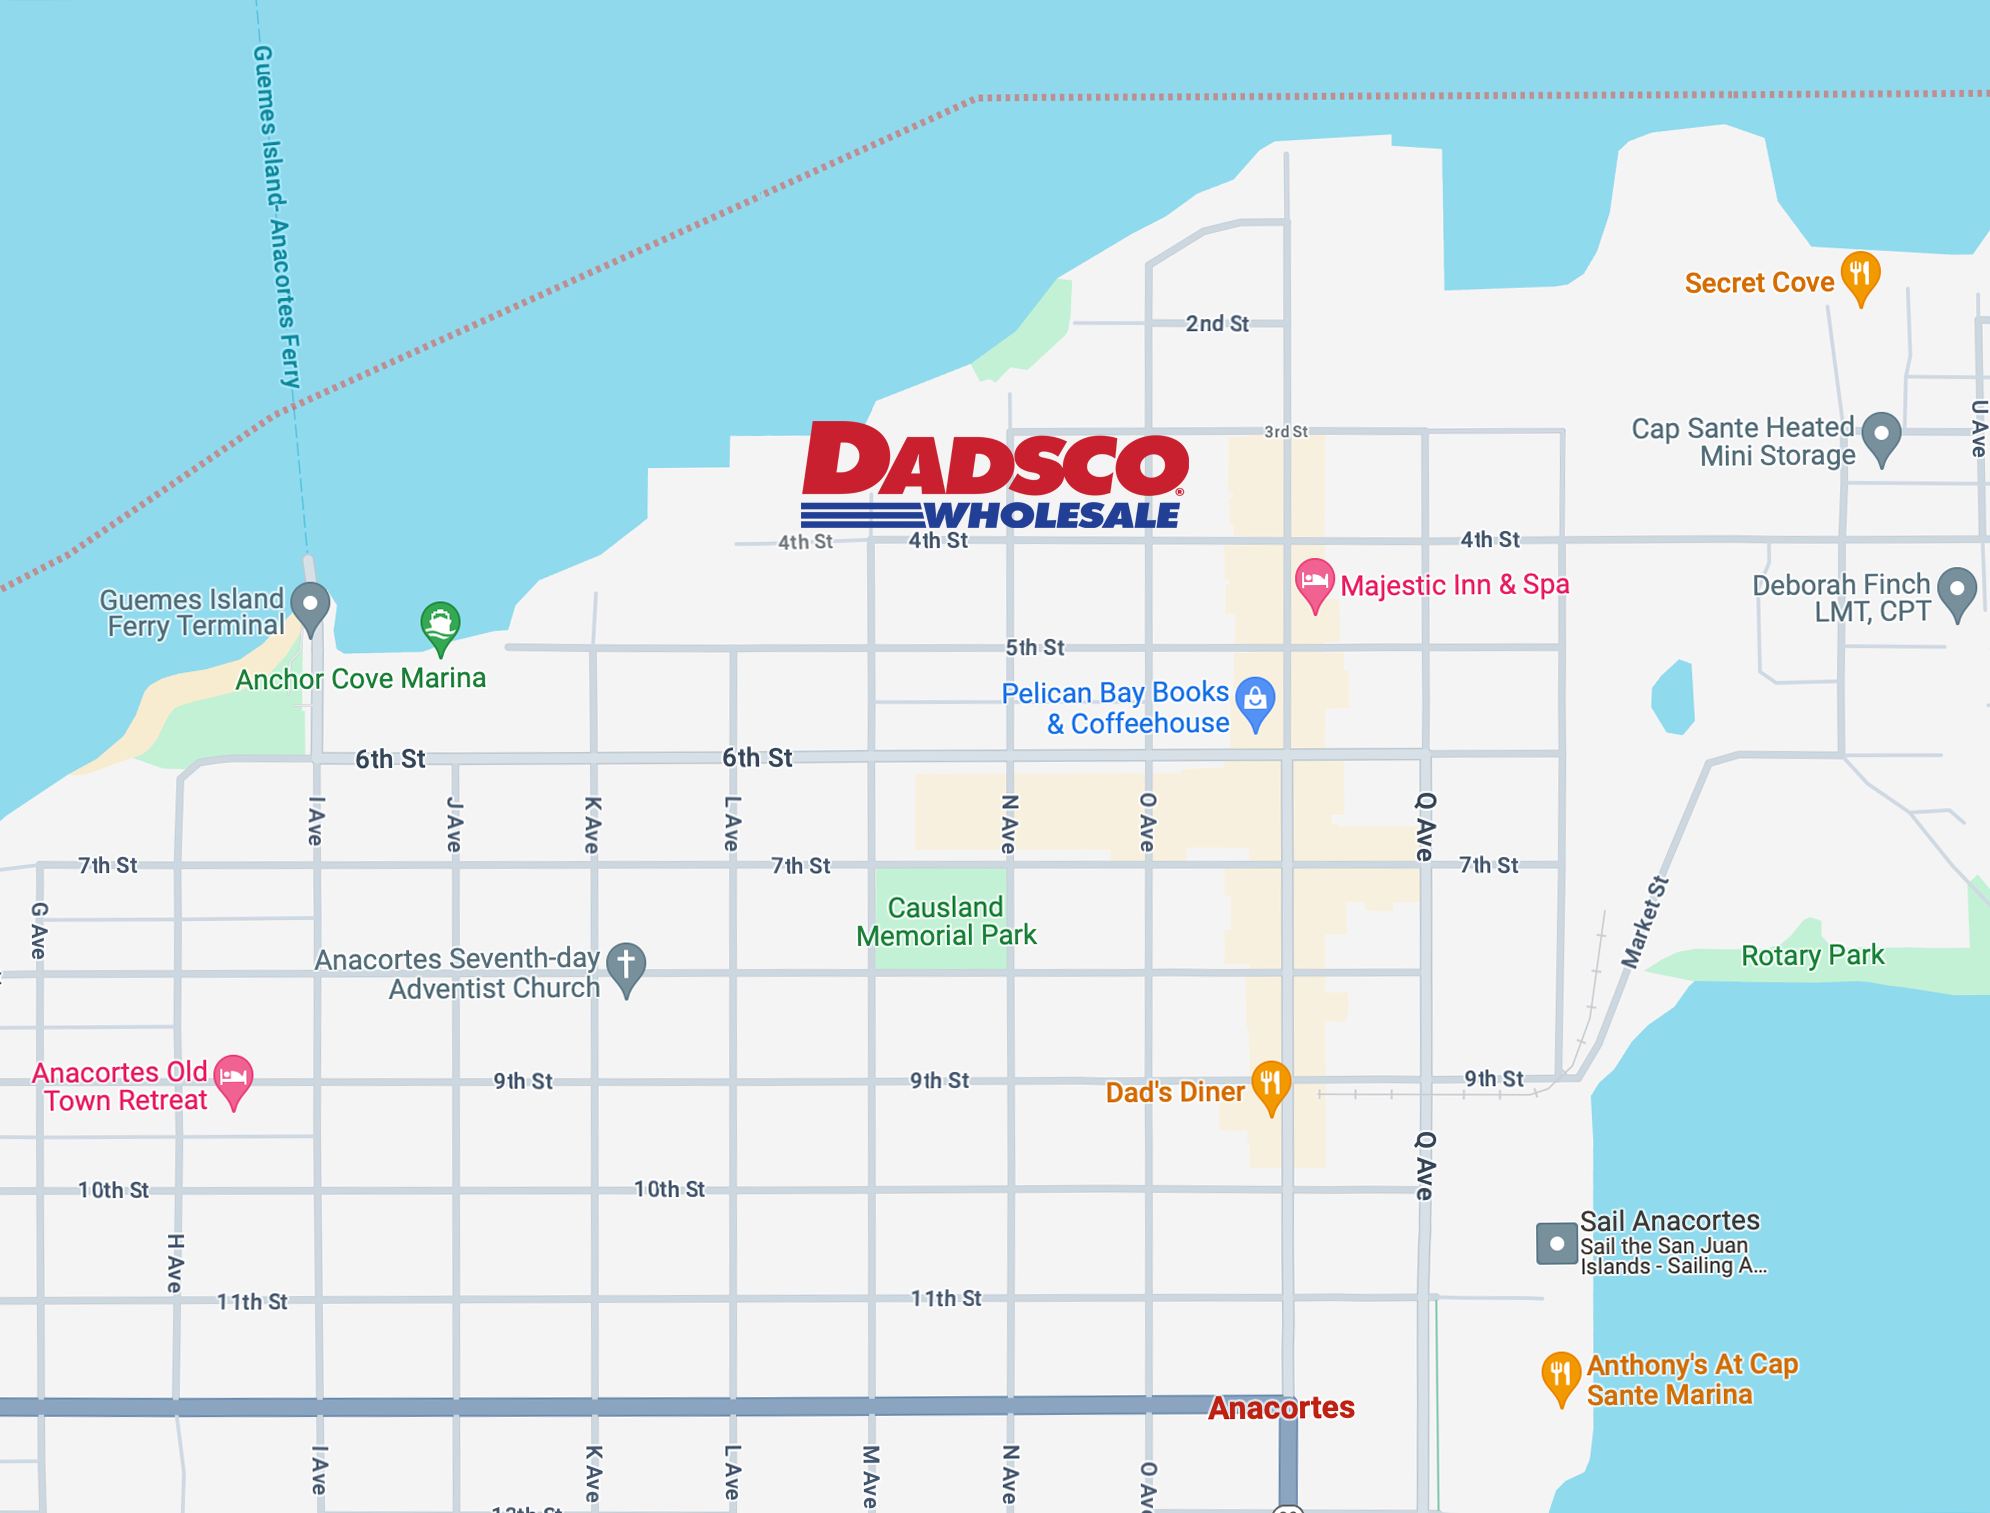 Guemes Island-Anacortes Ferry
2nd St
Secret Cove
3rd St
U Ave
Cap Sante Heated
Mini Storage
DADSCO®
WHOLESALE
4th St
4th St
4th St
Guemes Island
Ferry Terminal
Majestic Inn & Spa
Deborah Finch
LMT, CPT
5th St
Anchor Cove Marina
Pelican Bay Books
& Coffeehouse
6th St
6th St
I Ave
J Ave
K Ave
L Ave
N Ave
O Ave
Q Ave
7th St
7th St
7th St
G Ave
Causland
Memorial Park
Market St
Anacortes Seventh-day
Adventist Church
Rotary Park
Anacortes Old
Town Retreat
9th St
9th St
Dad's Diner
9th St
Q Ave
10th St
10th St
H Ave
Sail Anacortes
Sail the San Juan
Islands - Sailing A...
11th St
11th St
Anthony's At Cap
Sante Marina
Anacortes
I Ave
K Ave
L Ave
M Ave
N Ave
O Ave